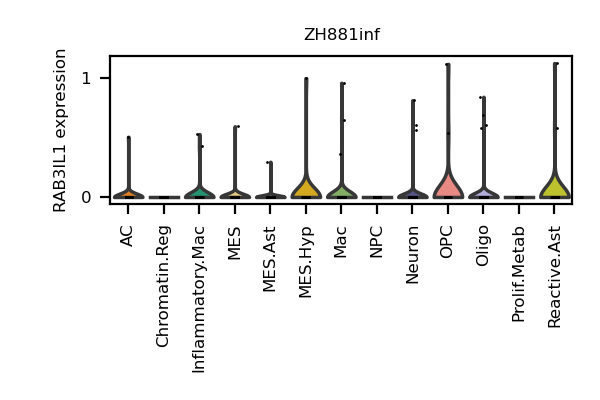 ZH881inf
RAB3IL1 expression
1
0
AC
Chromatin.Reg
Inflammatory.Mac
MES
MES.Ast
MES.Hyp
Mac
NPC
Neuron
OPC
Oligo
Prolif.Metab
Reactive.Ast